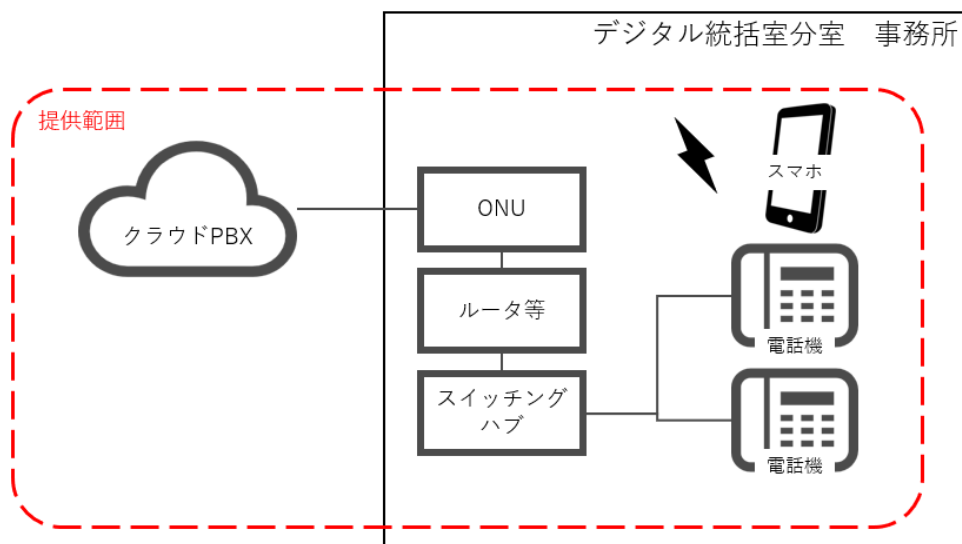 デジタル統括室分室　事務所
提供範囲
スマホ
クラウドPBX
ONU
ルータ等
電話機
スイッチング
ハブ
電話機